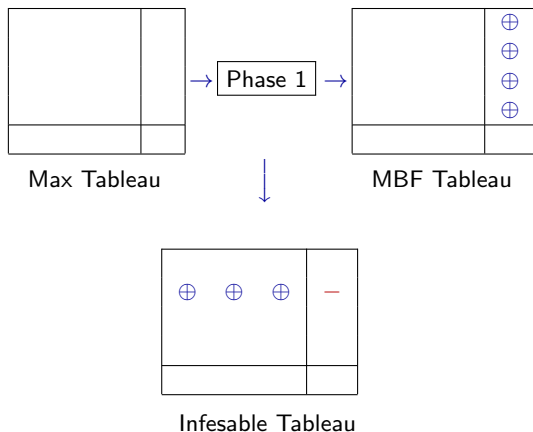 ⊕
⊕
→ Phase 1 → ⊕
⊕
Max Tableau MBF Tableau
⊕ ⊕ ⊕ −
Infesable Tableau